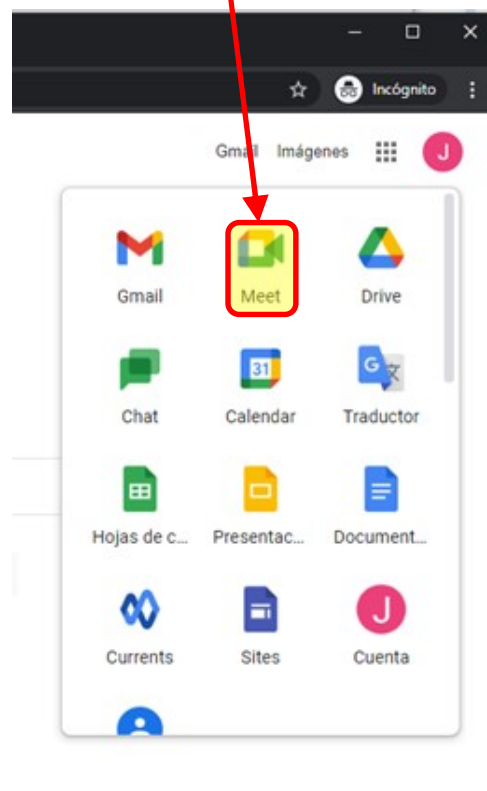 Incógnito
Gmail Imágenes J
Gmail Meet Drive
31 G
Chat Calendar Traductor
Hojas de c... Presentac... Document...
J
Currents Sites Cuenta